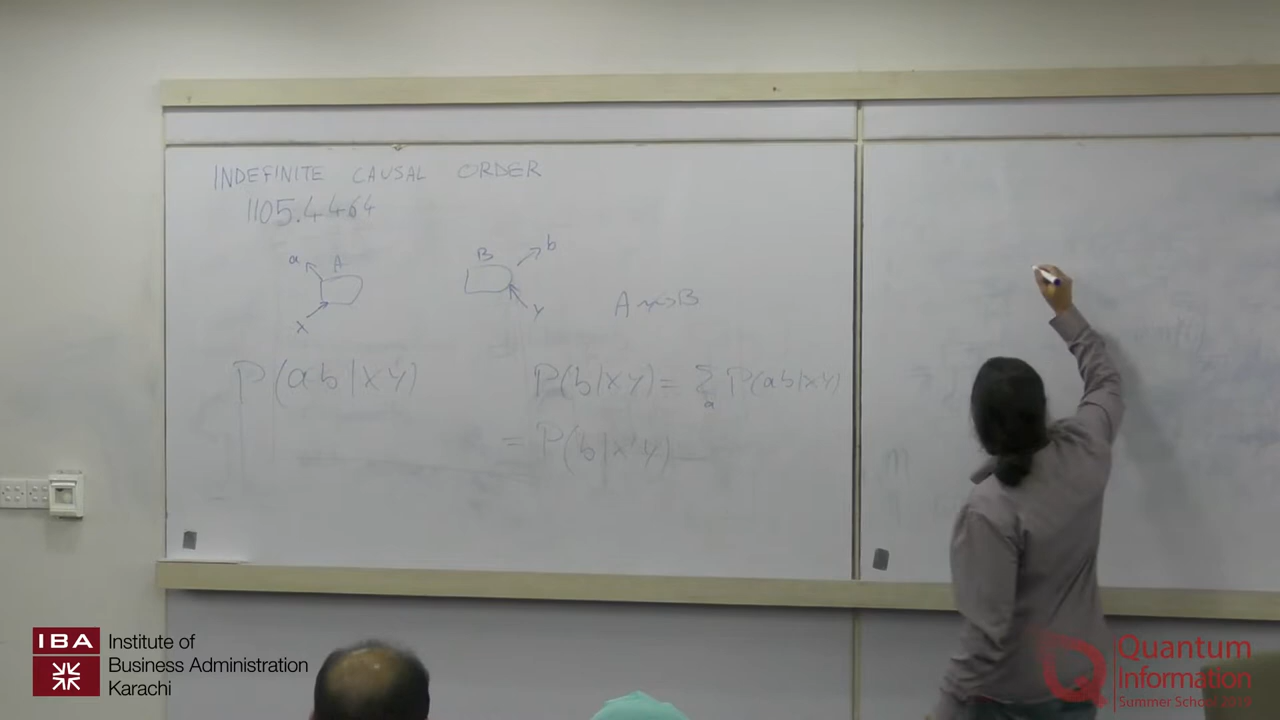 INDEFINITE CAUSAL ORDER
1105.4464
a A
x
B b
y
A ⇝ B
P(ab|xy)
P(b|xy) = Σ_a P(ab|xy)
= P(b|x'y)
IBA
Institute of
Business Administration
Karachi
Quantum
Information
Summer School